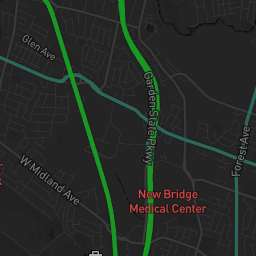 Glen Ave
Garden State Pkwy
Forest Ave
W Midland Ave
New Bridge
Medical Center